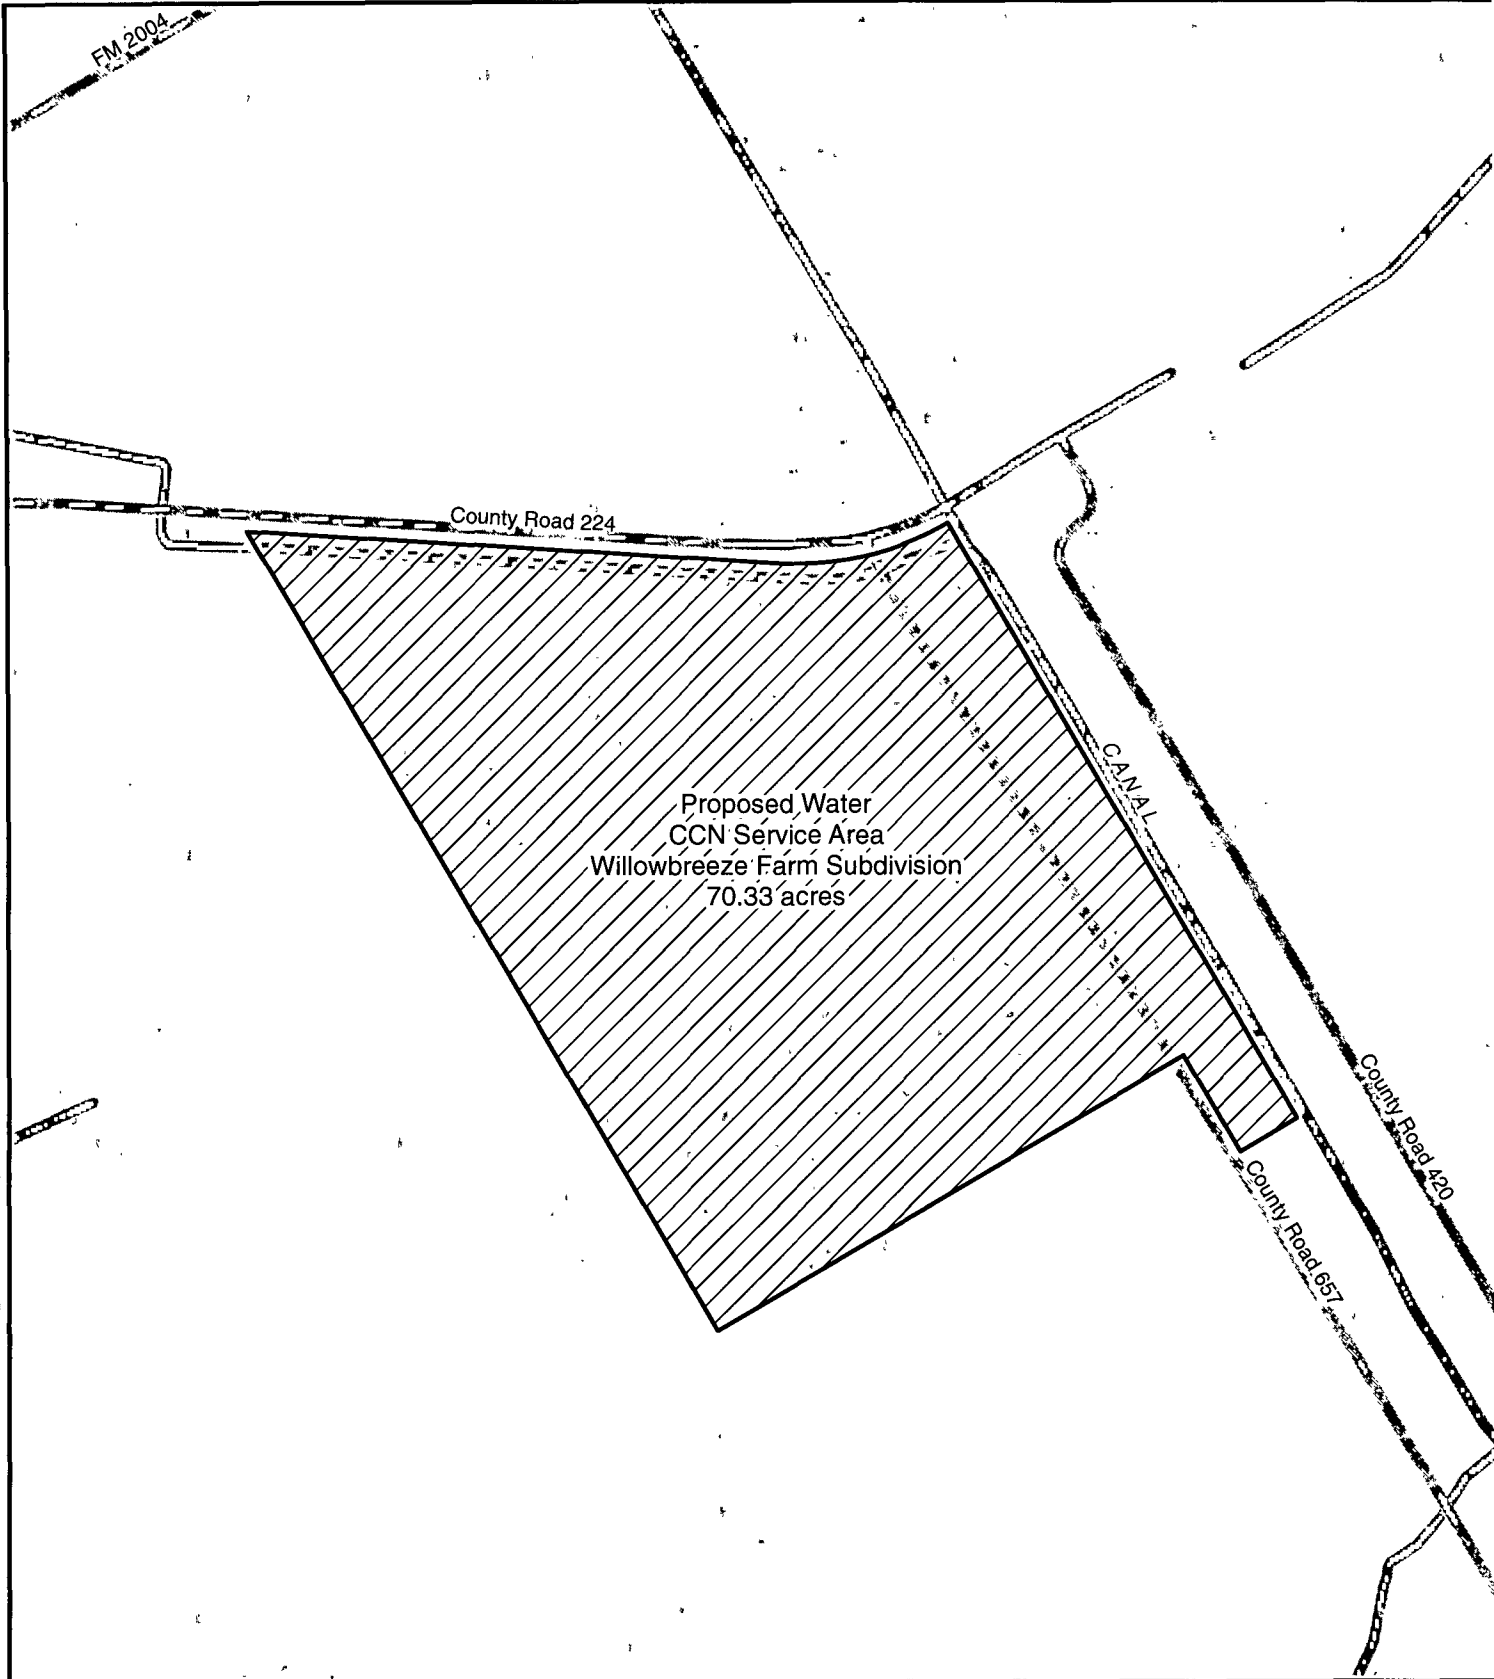 FM 2004
County Road 224
CANAL
Proposed Water
CCN Service Area
Willowbreeze Farm Subdivision
70.33 acres
County Road 420
County Road 657